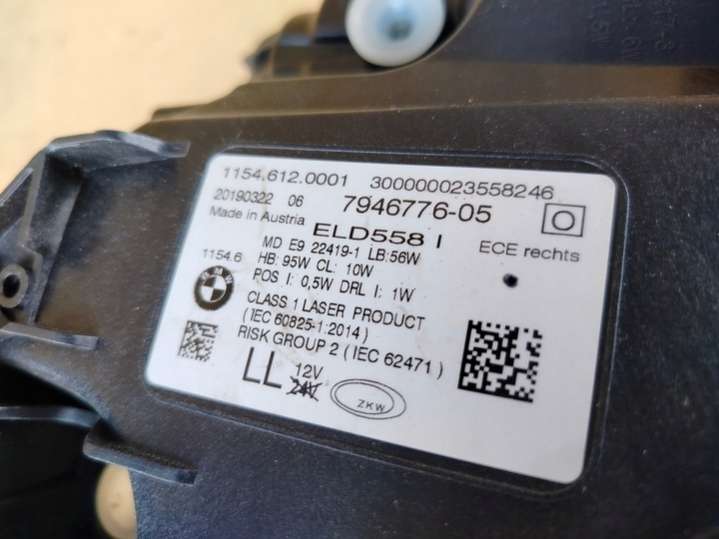 1154.612.0001 300000023558246
20190322 06 7946776-05
Made in Austria
ELD558 I ECE rechts
MD E9 22419-1 LB:56W
1154.6 HB: 95W CL: 10W
POS I: 0,5W DRL I: 1W
BMW
CLASS 1 LASER PRODUCT
(IEC 60825-1:2014)
RISK GROUP 2 (IEC 62471)
LL 12V
24V
ZKW